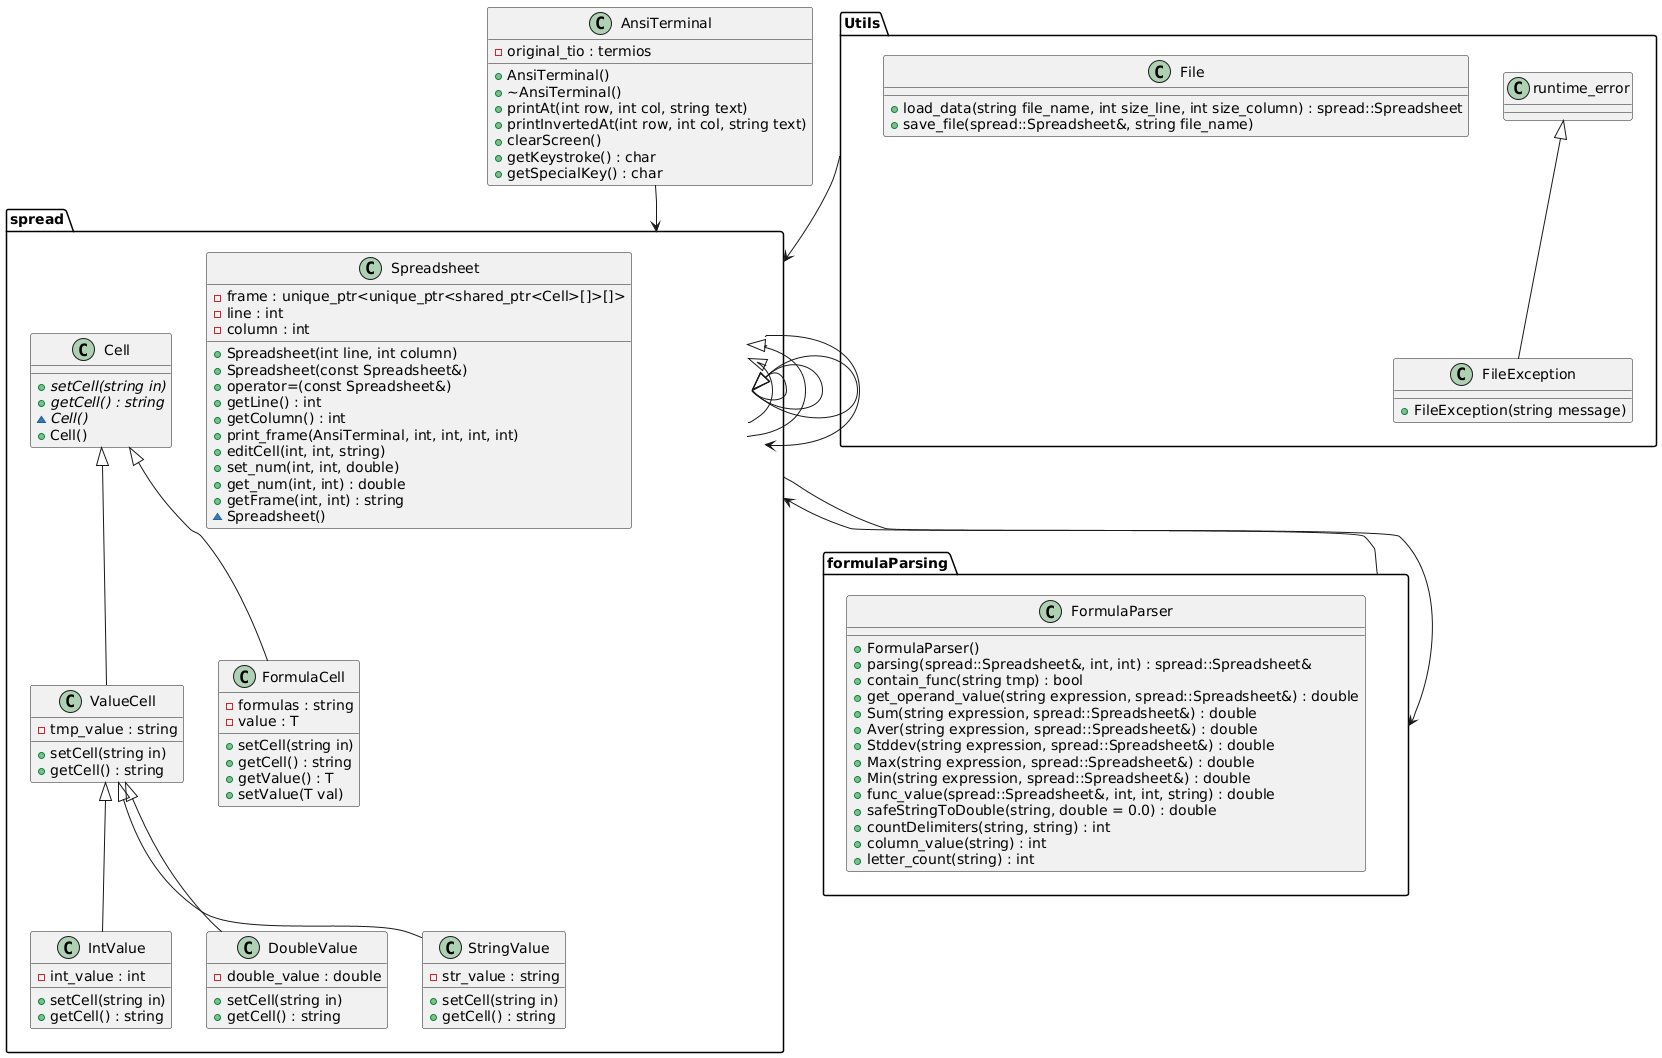 AnsiTerminal
original_tio : termios
AnsiTerminal()
~AnsiTerminal()
printAt(int row, int col, string text)
printInvertedAt(int row, int col, string text)
clearScreen()
getKeystroke() : char
getSpecialKey() : char
Utils
File
load_data(string file_name, int size_line, int size_column) : spread::Spreadsheet
save_file(spread::Spreadsheet&, string file_name)
runtime_error
FileException
FileException(string message)
spread
Spreadsheet
frame : unique_ptr<unique_ptr<shared_ptr<Cell>[]>[]>
line : int
column : int
Spreadsheet(int line, int column)
Spreadsheet(const Spreadsheet&)
operator=(const Spreadsheet&)
getLine() : int
getColumn() : int
print_frame(AnsiTerminal, int, int, int, int)
editCell(int, int, string)
set_num(int, int, double)
get_num(int, int) : double
getFrame(int, int) : string
Spreadsheet()
Cell
setCell(string in)
getCell() : string
Cell()
Cell()
ValueCell
tmp_value : string
setCell(string in)
getCell() : string
FormulaCell
formulas : string
value : T
setCell(string in)
getCell() : string
getValue() : T
setValue(T val)
IntValue
int_value : int
setCell(string in)
getCell() : string
DoubleValue
double_value : double
setCell(string in)
getCell() : string
StringValue
str_value : string
setCell(string in)
getCell() : string
formulaParsing
FormulaParser
FormulaParser()
parsing(spread::Spreadsheet&, int, int) : spread::Spreadsheet&
contain_func(string tmp) : bool
get_operand_value(string expression, spread::Spreadsheet&) : double
Sum(string expression, spread::Spreadsheet&) : double
Aver(string expression, spread::Spreadsheet&) : double
Stddev(string expression, spread::Spreadsheet&) : double
Max(string expression, spread::Spreadsheet&) : double
Min(string expression, spread::Spreadsheet&) : double
func_value(spread::Spreadsheet&, int, int, string) : double
safeStringToDouble(string, double = 0.0) : double
countDelimiters(string, string) : int
column_value(string) : int
letter_count(string) : int